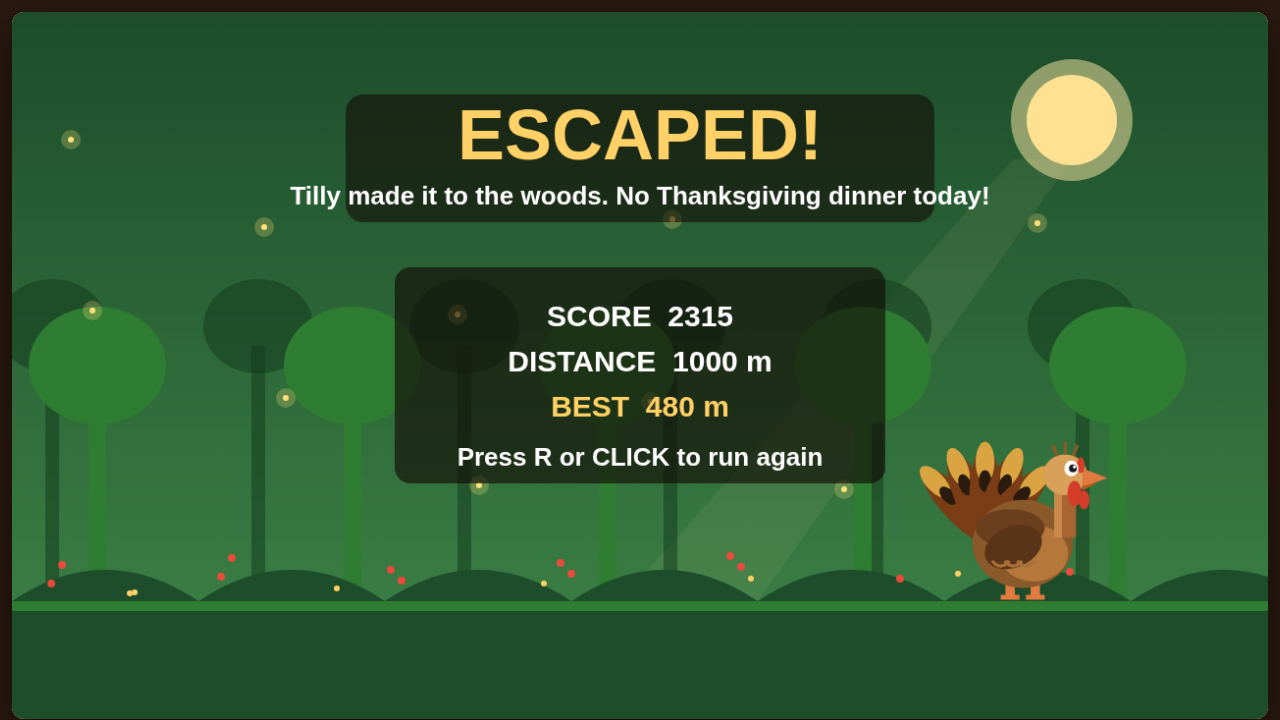 ESCAPED!
Tilly made it to the woods. No Thanksgiving dinner today!
SCORE 2315
DISTANCE 1000 m
BEST 480 m
Press R or CLICK to run again